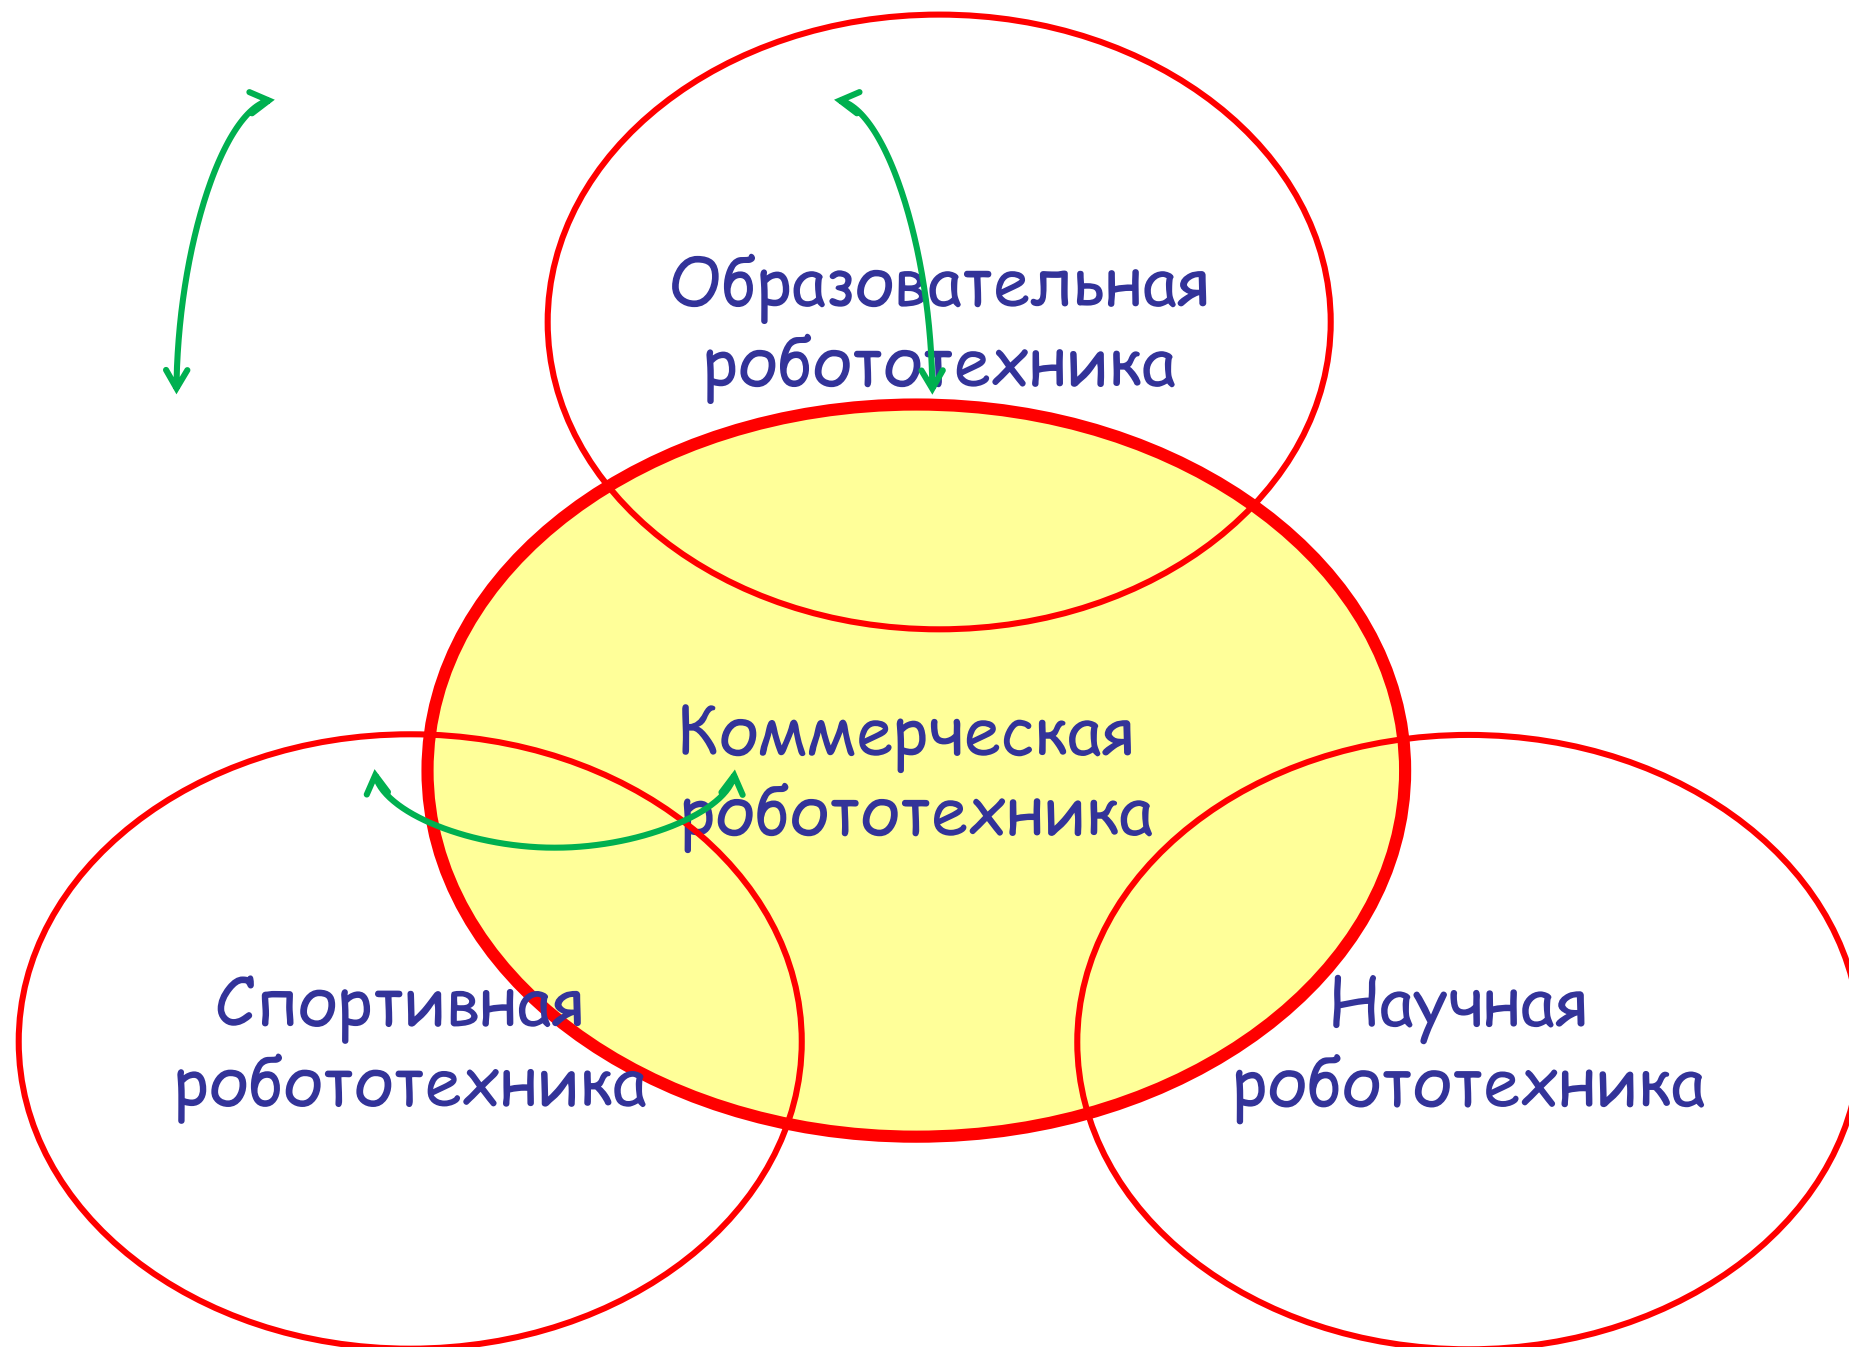 Образовательная
робототехника
Коммерческая
робототехника
Спортивная
робототехника
Научная
робототехника